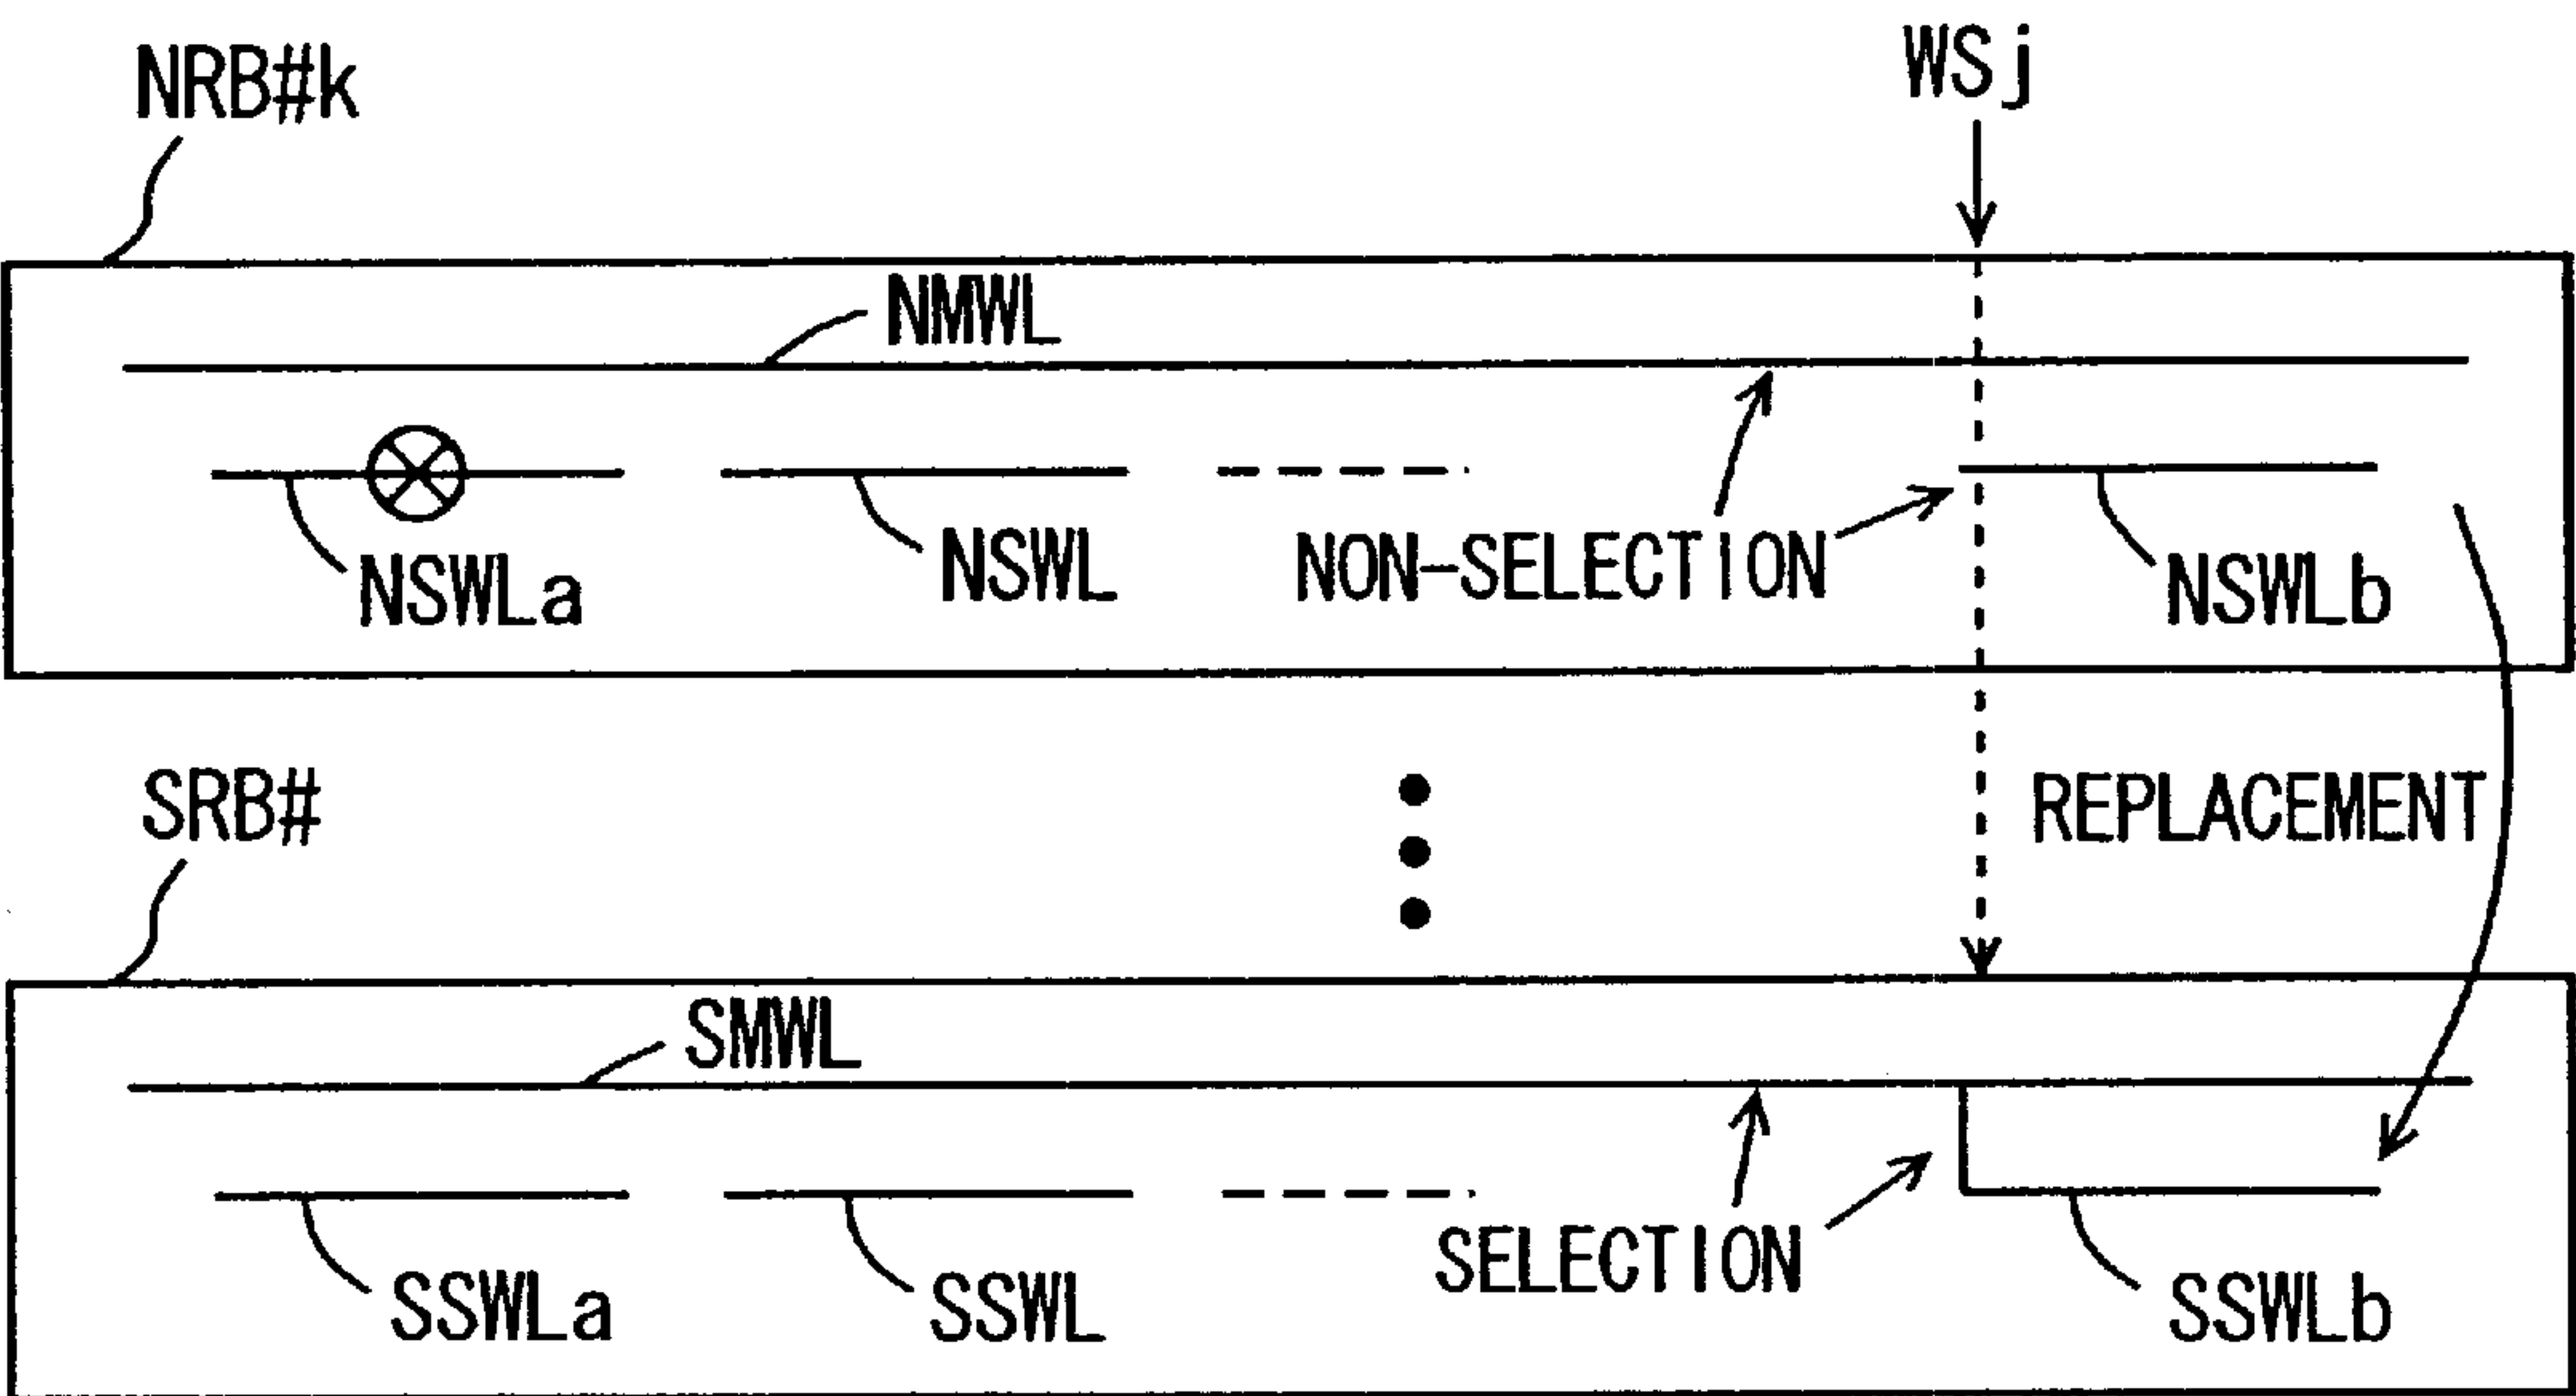 NRB#k
WSj
NMWL
NSWLa
NSWL
NON-SELECTION
NSWLb
SRB#
REPLACEMENT
SMWL
SSWLa
SSWL
SELECTION
SSWLb